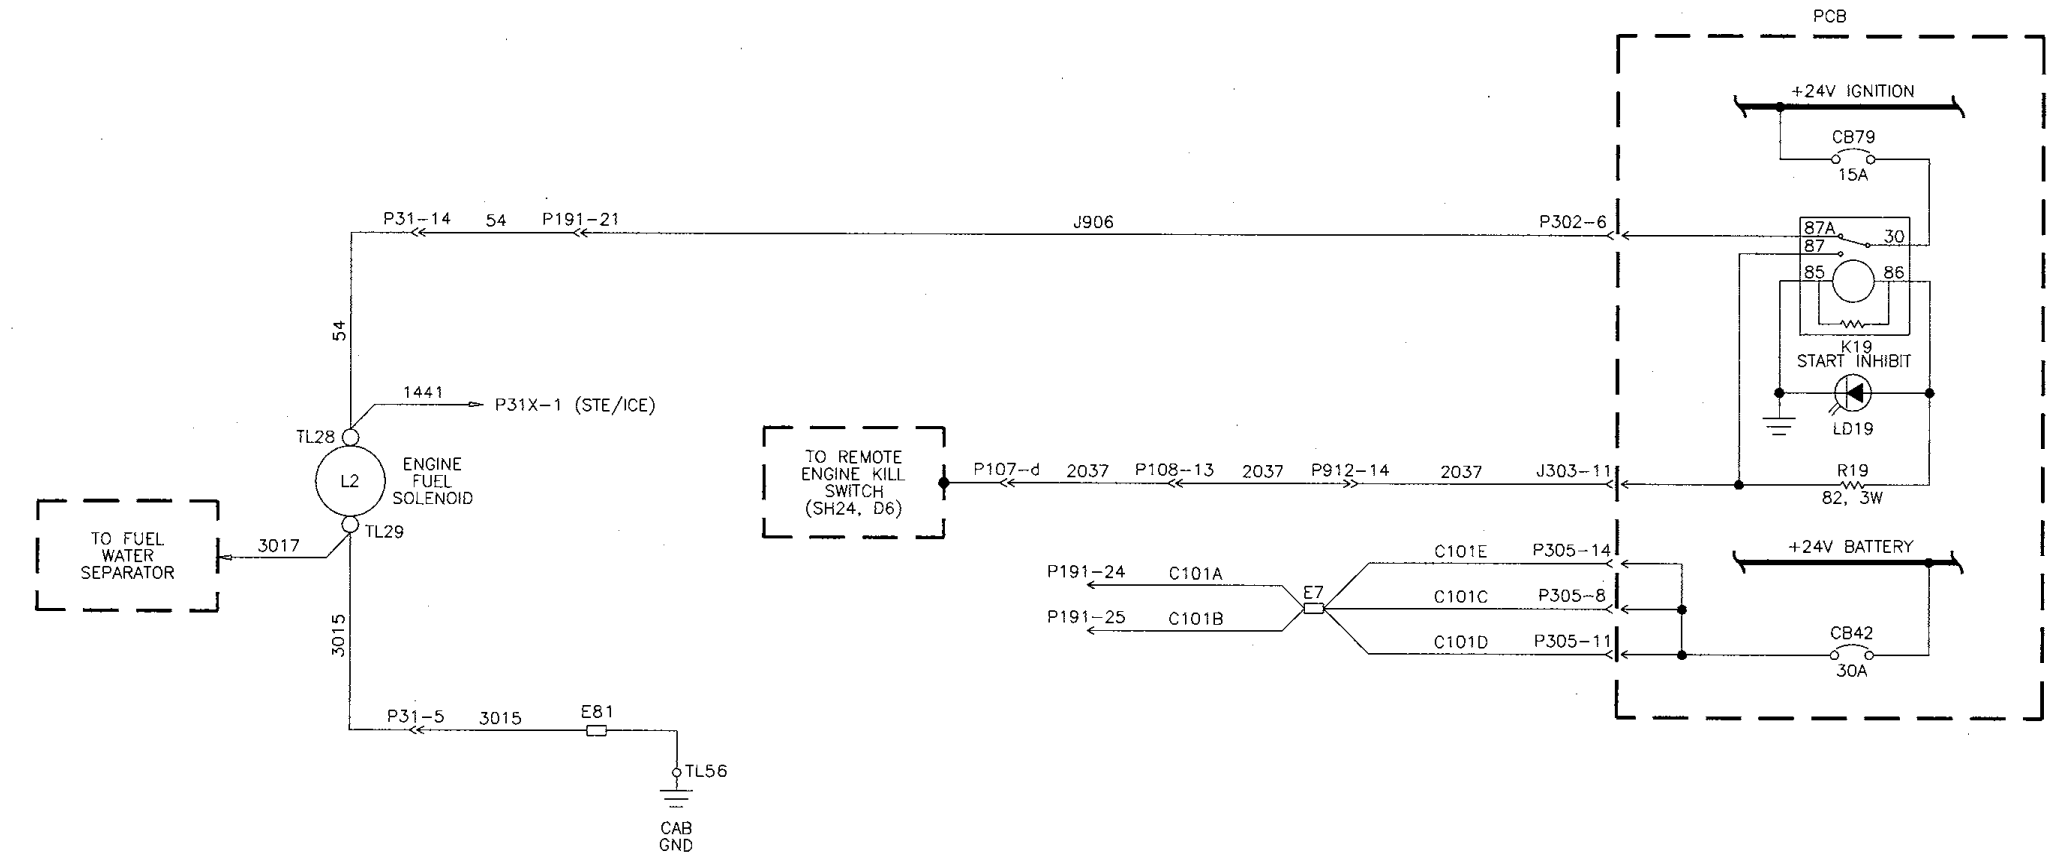 PCB
+24V IGNITION
CB79
15A
P31-14
54
P191-21
J906
P302-6
87A
30
87
85
86
54
K19
START INHIBIT
1441
P31X-1 (STE/ICE)
LD19
TL28
ENGINE
FUEL
SOLENOID
L2
TO REMOTE
ENGINE KILL
SWITCH
(SH24, D6)
P107-d
2037
P108-13
2037
P912-14
2037
J303-11
R19
82, 3W
TL29
TO FUEL
WATER
SEPARATOR
3017
C101E
P305-14
+24V BATTERY
P191-24
C101A
E7
C101C
P305-8
P191-25
C101B
C101D
P305-11
CB42
30A
3015
P31-5
3015
E81
TL56
CAB
GND